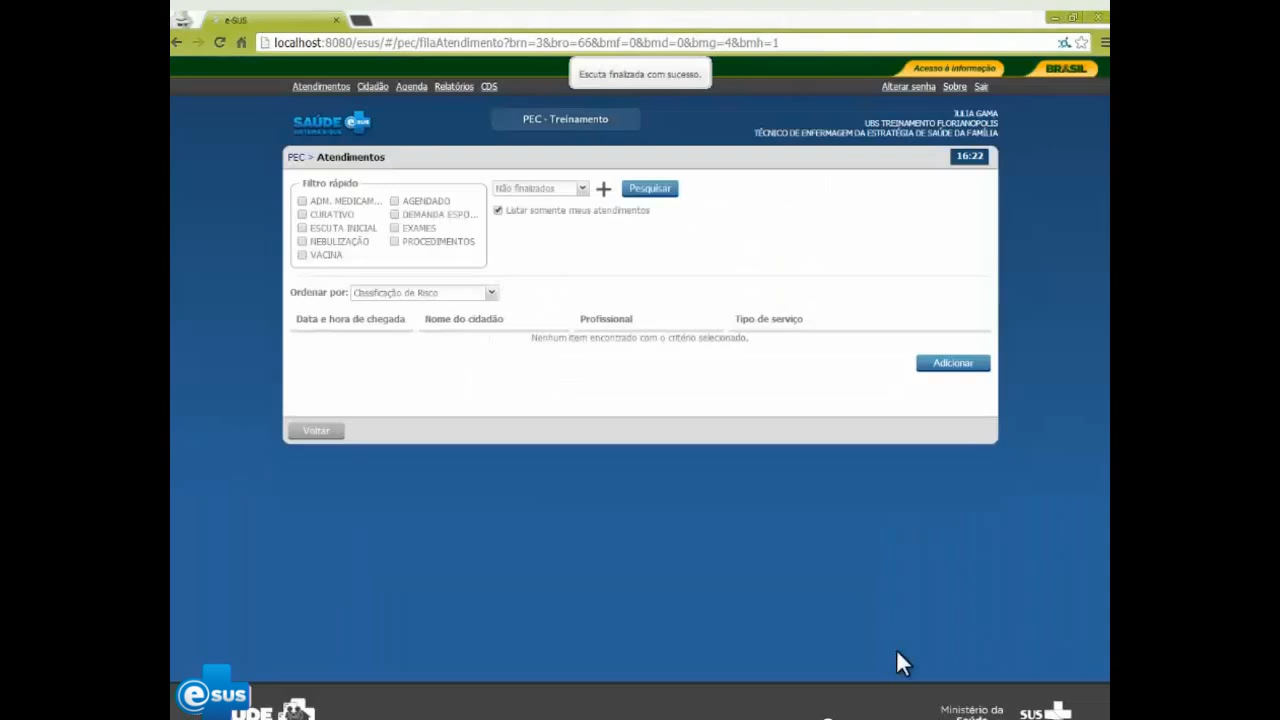 e-SUS
localhost:8080/esus/#/pec/filaAtendimento?brn=3&bro=66&bmf=0&bmd=0&bmg=4&bmh=1
Acesso à informação
BRASIL
Escuta finalizada com sucesso.
Atendimentos Cidadão Agenda Relatórios CDS
Alterar senha Sobre Sair
SAÚDE e-SUS
PEC - Treinamento
JULIA GAMA
UBS TREINAMENTO FLORIANOPOLIS
TÉCNICO DE ENFERMAGEM DA ESTRATÉGIA DE SAÚDE DA FAMÍLIA
PEC > Atendimentos
16:22
Filtro rápido
ADM. MEDICAM... AGENDADO
CURATIVO DEMANDA ESPO...
ESCUTA INICIAL EXAMES
NEBULIZAÇÃO PROCEDIMENTOS
VACINA
Não finalizados
Pesquisar
Listar somente meus atendimentos
Ordenar por: Classificação de Risco
Data e hora de chegada Nome do cidadão Profissional Tipo de serviço
Nenhum item encontrado com o critério selecionado.
Adicionar
Voltar
e sus
Ministério da
Saúde
SUS